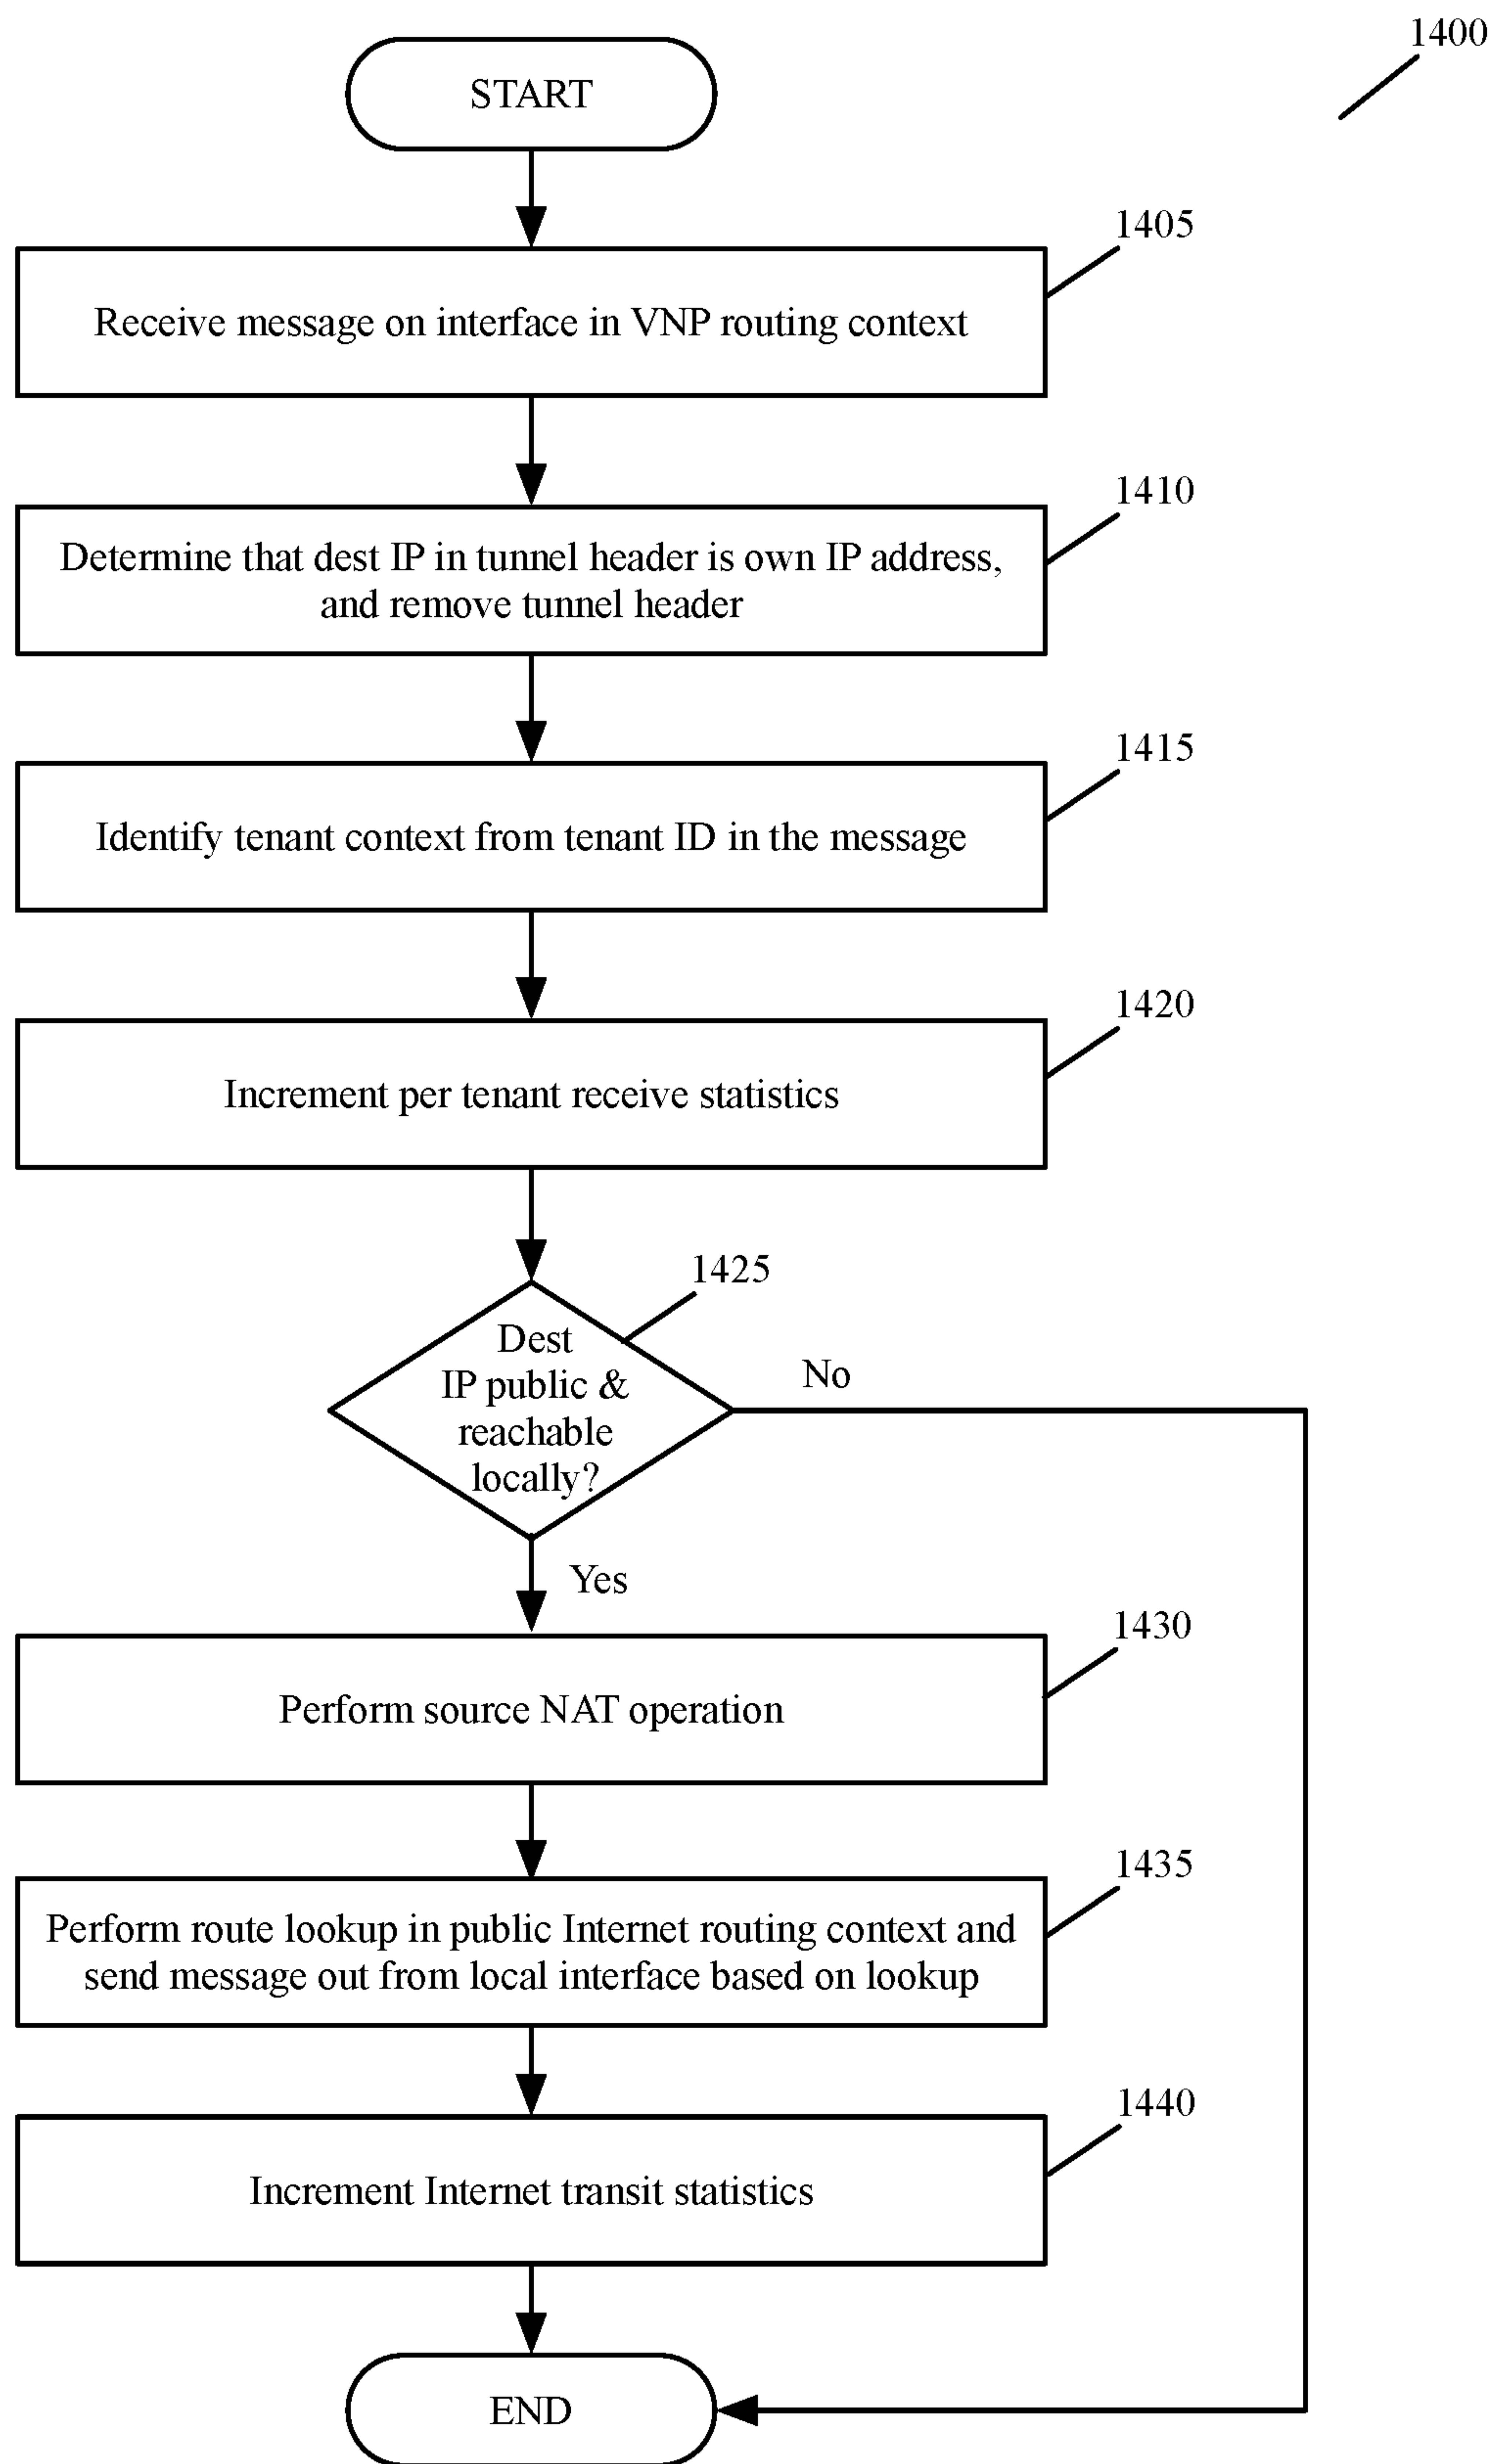 1400
START
1405
Receive message on interface in VNP routing context
1410
Determine that dest IP in tunnel header is own IP address,
and remove tunnel header
1415
Identify tenant context from tenant ID in the message
1420
Increment per tenant receive statistics
1425
Dest
IP public &
reachable
locally?
No
Yes
1430
Perform source NAT operation
1435
Perform route lookup in public Internet routing context and
send message out from local interface based on lookup
1440
Increment Internet transit statistics
END